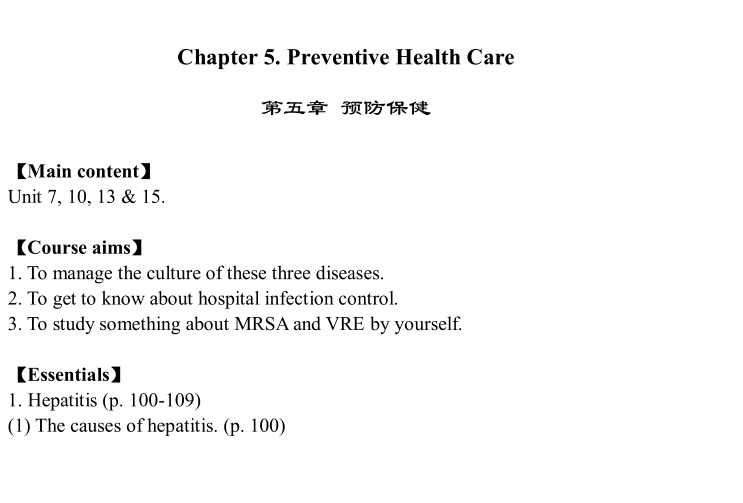 Chapter 5. Preventive Health Care
第五章 预防保健
【Main content】
Unit 7, 10, 13 & 15.
【Course aims】
1. To manage the culture of these three diseases.
2. To get to know about hospital infection control.
3. To study something about MRSA and VRE by yourself.
【Essentials】
1. Hepatitis (p. 100-109)
(1) The causes of hepatitis. (p. 100)